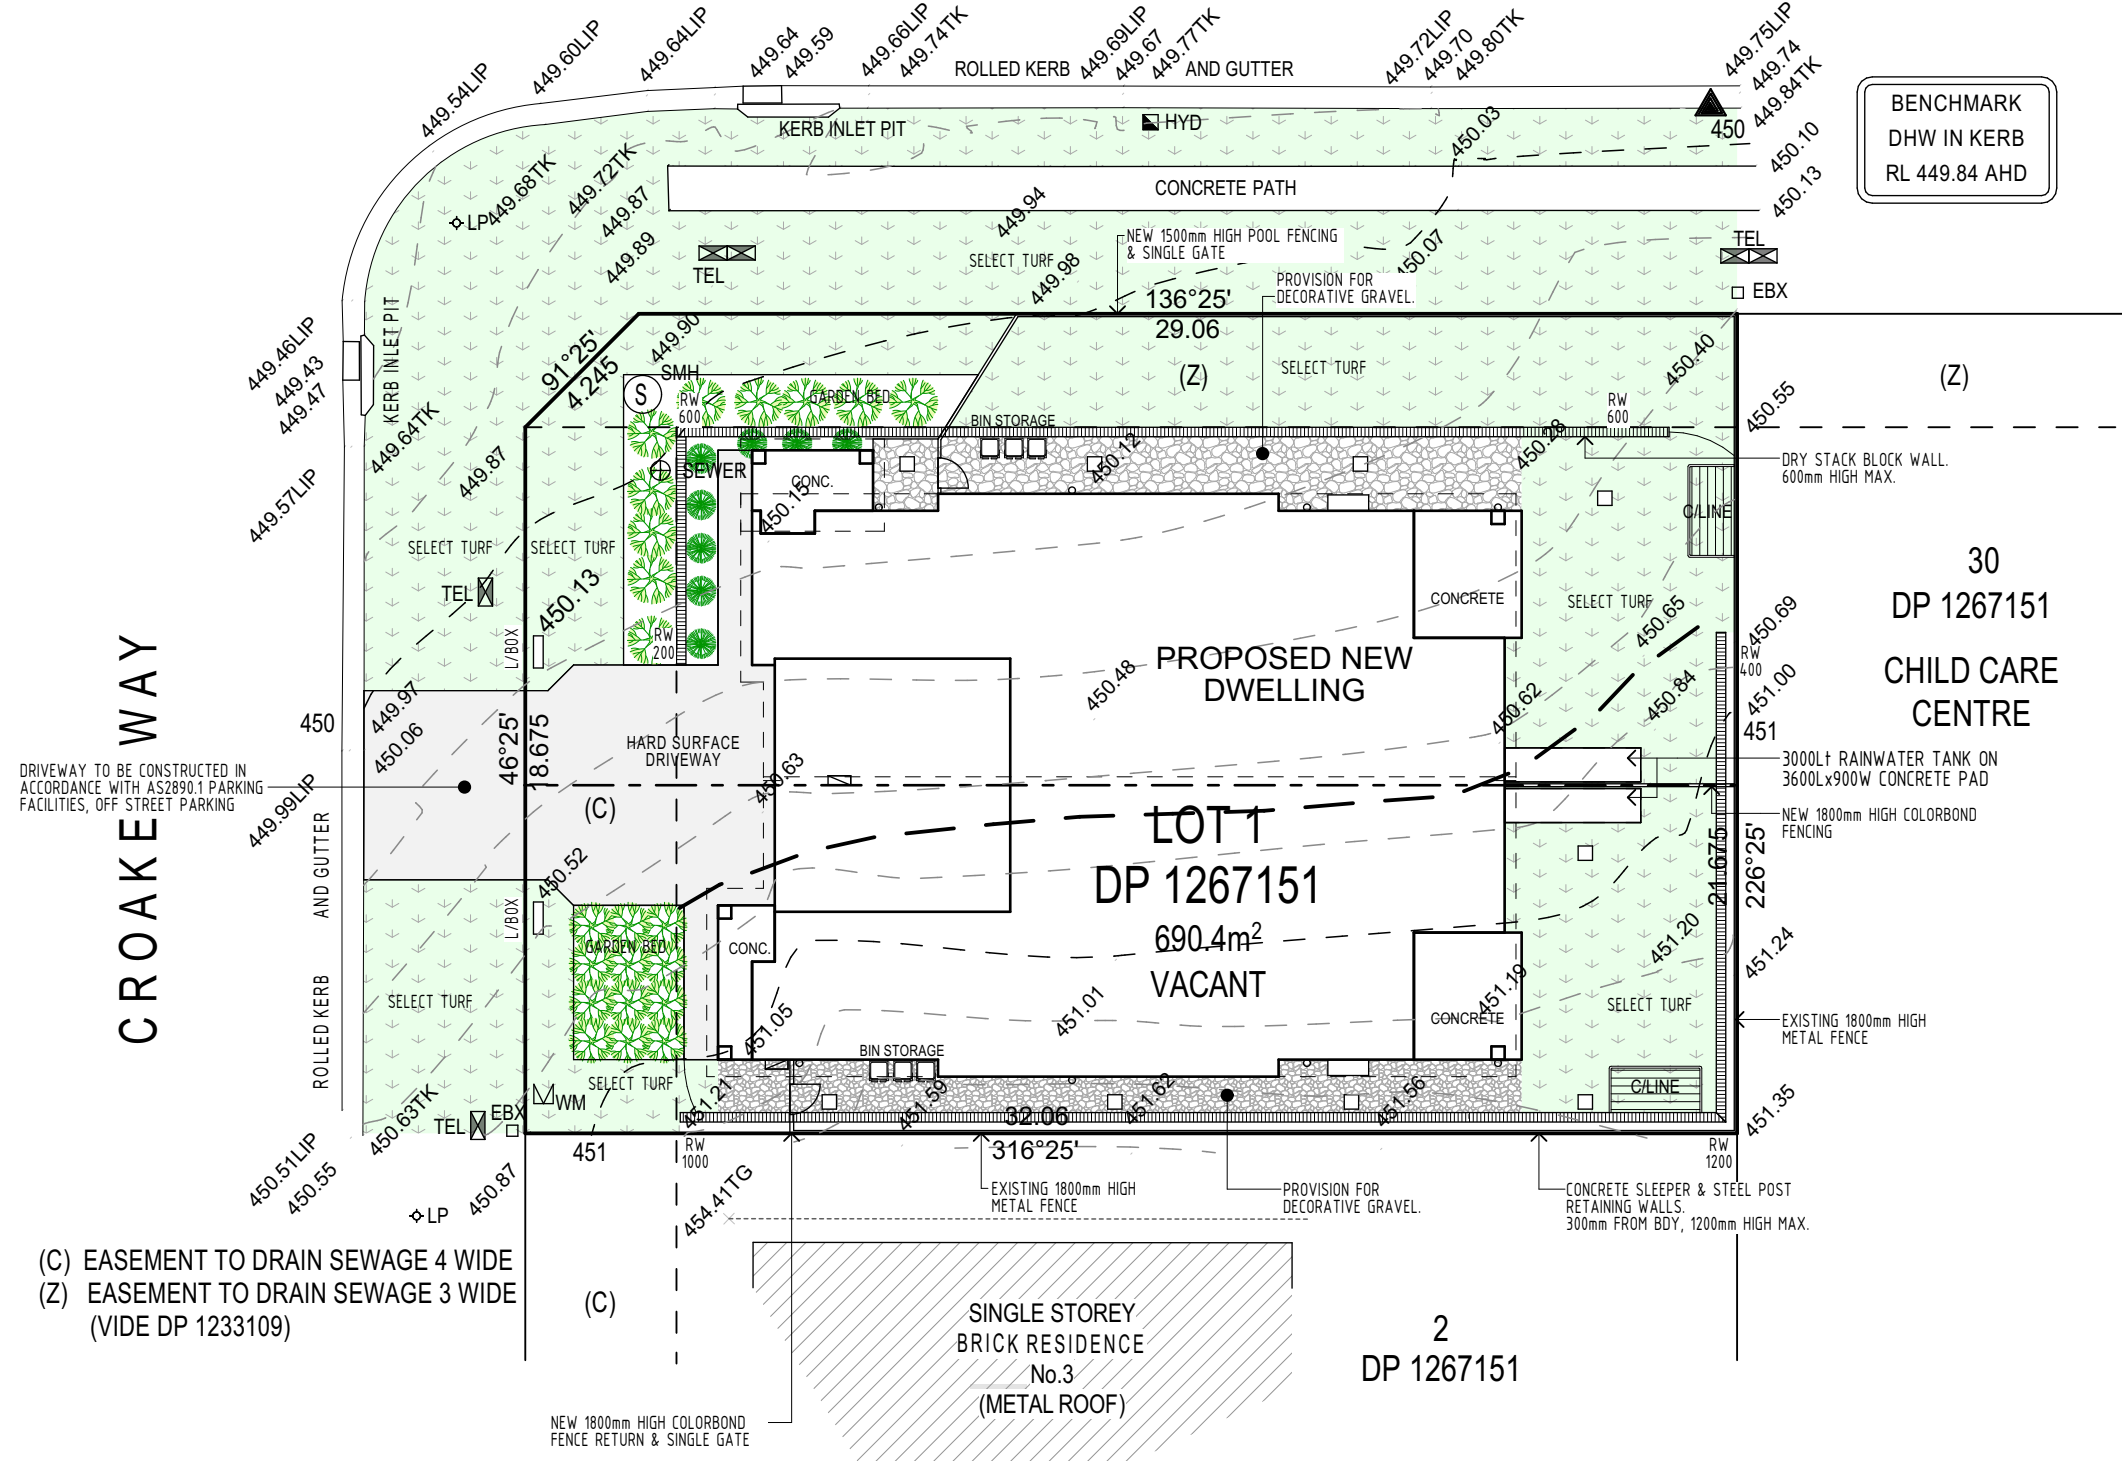 449.54LIP
449.60LIP
449.64LIP
449.64
449.59
449.66LIP
449.74TK
ROLLED KERB
449.69LIP
449.67
449.77TK
AND GUTTER
449.72LIP
449.70
449.80TK
449.75LIP
449.74
449.84TK
BENCHMARK
DHW IN KERB
RL 449.84 AHD
KERB INLET PIT
HYD
450.03
450
450.10
450.13
449.68TK
449.72TK
449.87
449.89
LP
CONCRETE PATH
449.94
TEL
SELECT TURF
449.98
NEW 1500mm HIGH POOL FENCING
& SINGLE GATE
450.07
PROVISION FOR
DECORATIVE GRAVEL.
136°25'
29.06
TEL
EBX
449.46LIP
449.43
449.47
KERB INLET PIT
91°25'
4.245
449.90
SMH
S
RW
600
GARDEN BED
(Z)
SELECT TURF
450.40
(Z)
450.55
RW
600
449.64TK
449.87
449.57LIP
SEWER
BIN STORAGE
450.12
450.28
DRY STACK BLOCK WALL.
600mm HIGH MAX.
CONC.
450.15
C/LINE
SELECT TURF
SELECT TURF
TEL
450.13
L/BOX
RW
200
CONCRETE
SELECT TURF
450.65
450.69
RW
400
30
DP 1267151
CHILD CARE
CENTRE
PROPOSED NEW
DWELLING
450.48
450.62
450.84
451.00
451
CROAKE WAY
450
449.97
450.06
46°25'
18.675
HARD SURFACE
DRIVEWAY
450.63
DRIVEWAY TO BE CONSTRUCTED IN
ACCORDANCE WITH AS2890.1 PARKING
FACILITIES, OFF STREET PARKING
449.99LIP
(C)
3000Lt RAINWATER TANK ON
3600Lx900W CONCRETE PAD
NEW 1800mm HIGH COLORBOND
FENCING
LOT 1
DP 1267151
690.4m²
VACANT
21.675
226°25'
450.52
L/BOX
AND GUTTER
ROLLED KERB
GARDEN BED
CONC.
SELECT TURF
451.05
451.01
451.19
CONCRETE
451.20
451.24
SELECT TURF
EXISTING 1800mm HIGH
METAL FENCE
BIN STORAGE
SELECT TURF
WM
EBX
TEL
450.63TK
451.21
451.59
32.06
316°25'
451.62
451.56
C/LINE
451.35
450.51LIP
450.55
450.87
451
RW
1000
RW
1200
454.41TG
LP
EXISTING 1800mm HIGH
METAL FENCE
PROVISION FOR
DECORATIVE GRAVEL.
CONCRETE SLEEPER & STEEL POST
RETAINING WALLS.
300mm FROM BDY, 1200mm HIGH MAX.
(C) EASEMENT TO DRAIN SEWAGE 4 WIDE
(Z) EASEMENT TO DRAIN SEWAGE 3 WIDE
(VIDE DP 1233109)
(C)
SINGLE STOREY
BRICK RESIDENCE
No.3
(METAL ROOF)
2
DP 1267151
NEW 1800mm HIGH COLORBOND
FENCE RETURN & SINGLE GATE